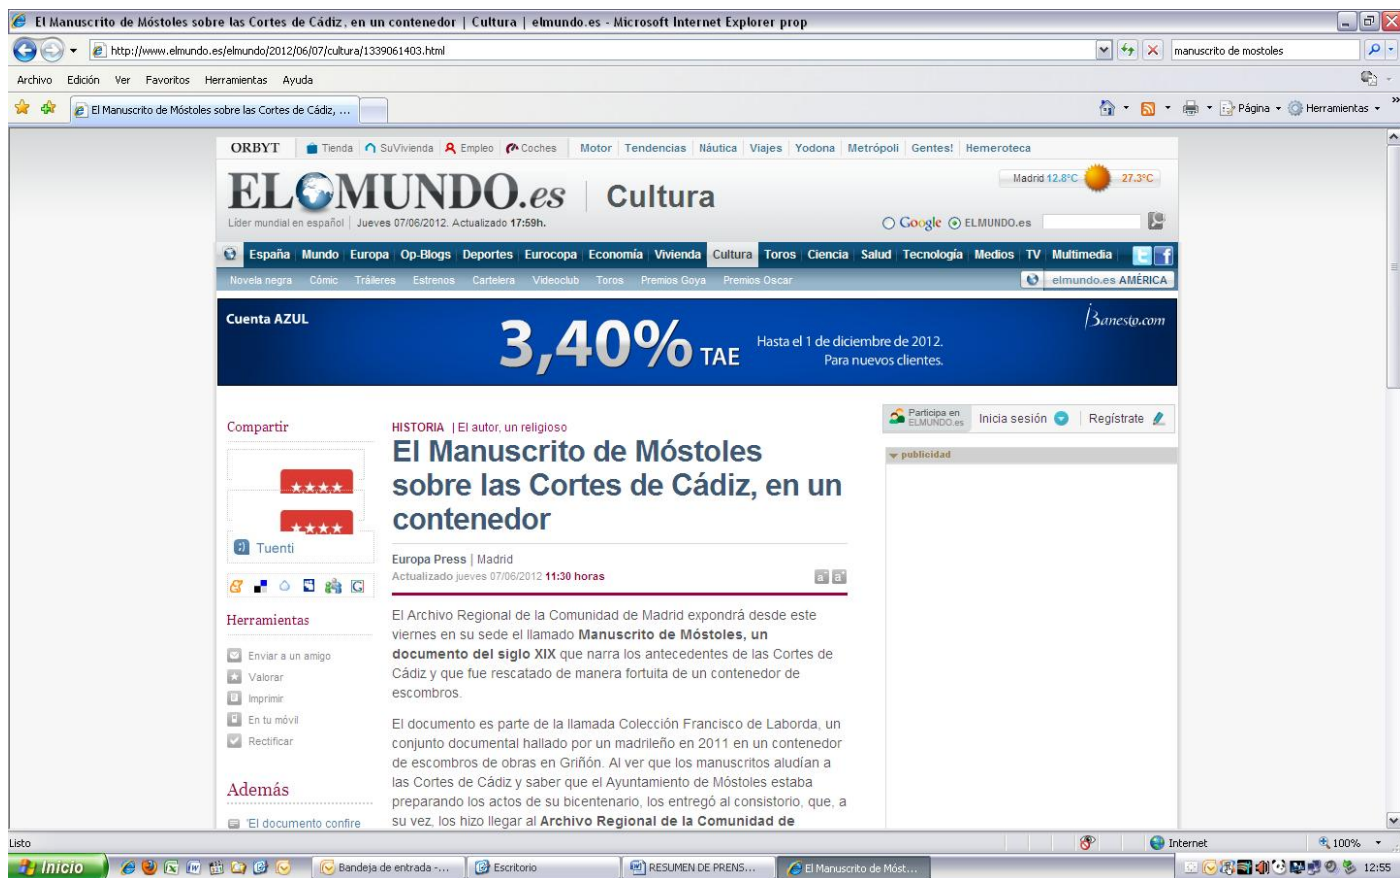 El Manuscrito de Móstoles sobre las Cortes de Cádiz, en un contenedor | Cultura | elmundo.es - Microsoft Internet Explorer prop
http://www.elmundo.es/elmundo/2012/06/07/cultura/1339061403.html
manuscrito de mostoles
Archivo Edición Ver Favoritos Herramientas Ayuda
El Manuscrito de Móstoles sobre las Cortes de Cádiz, ...
Página Herramientas
ORBYT Tienda SuVivienda Empleo Coches Motor Tendencias Náutica Viajes Yodona Metrópoli Gentes! Hemeroteca
EL MUNDO.es Cultura
Madrid 12.8°C 27.3°C
Líder mundial en español | Jueves 07/06/2012. Actualizado 17:59h.
Google ELMUNDO.es
España Mundo Europa Op-Blogs Deportes Eurocopa Economía Vivienda Cultura Toros Ciencia Salud Tecnología Medios TV Multimedia
Novela negra Cómic Tráileres Estrenos Cartelera Videoclub Toros Premios Goya Premios Oscar
elmundo.es AMÉRICA
Cuenta AZUL
3,40% TAE
Hasta el 1 de diciembre de 2012.
Para nuevos clientes.
Banesto.com
Participa en
ELMUNDO.es
Inicia sesión
Regístrate
publicidad
Compartir
Tuenti
Herramientas
Enviar a un amigo
Valorar
Imprimir
En tu móvil
Rectificar
Además
'El documento confire
HISTORIA | El autor, un religioso
El Manuscrito de Móstoles
sobre las Cortes de Cádiz, en un
contenedor
Europa Press | Madrid
Actualizado jueves 07/06/2012 11:30 horas
El Archivo Regional de la Comunidad de Madrid expondrá desde este
viernes en su sede el llamado Manuscrito de Móstoles, un
documento del siglo XIX que narra los antecedentes de las Cortes de
Cádiz y que fue rescatado de manera fortuita de un contenedor de
escombros.
El documento es parte de la llamada Colección Francisco de Laborda, un
conjunto documental hallado por un madrileño en 2011 en un contenedor
de escombros de obras en Griñón. Al ver que los manuscritos aludían a
las Cortes de Cádiz y saber que el Ayuntamiento de Móstoles estaba
preparando los actos de su bicentenario, los entregó al consistorio, que, a
su vez, los hizo llegar al Archivo Regional de la Comunidad de
Listo
Internet
100%
Inicio
Bandeja de entrada -...
Escritorio
RESUMEN DE PRENS...
El Manuscrito de Móst...
12:55